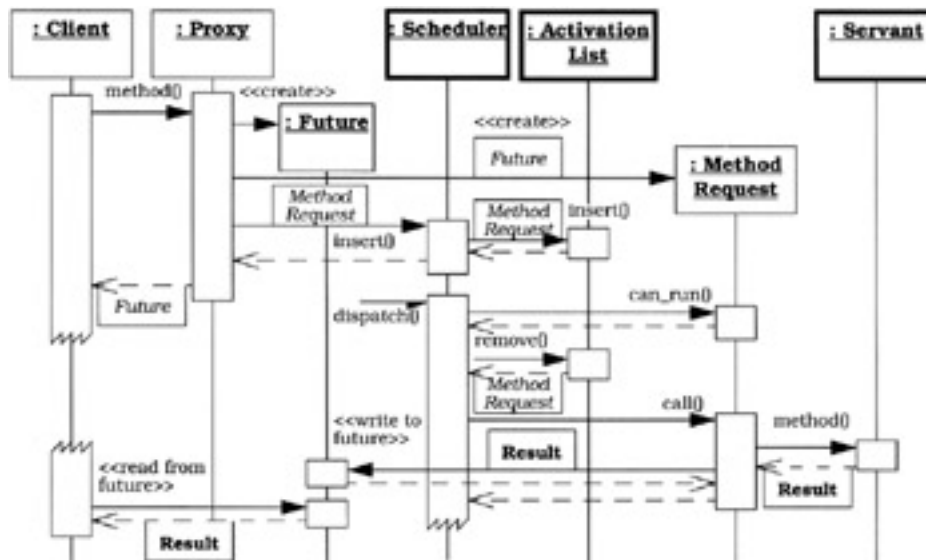 : Client
: Proxy
: Scheduler
: Activation
List
: Servant
method()
<<create>>
: Future
<<create>>
Future
: Method
Request
Method
Request
insert()
Method
Request
insert()
Future
dispatch()
can_run()
remove()
Method
Request
call()
method()
<<write to
future>>
Result
Result
<<read from
future>>
Result